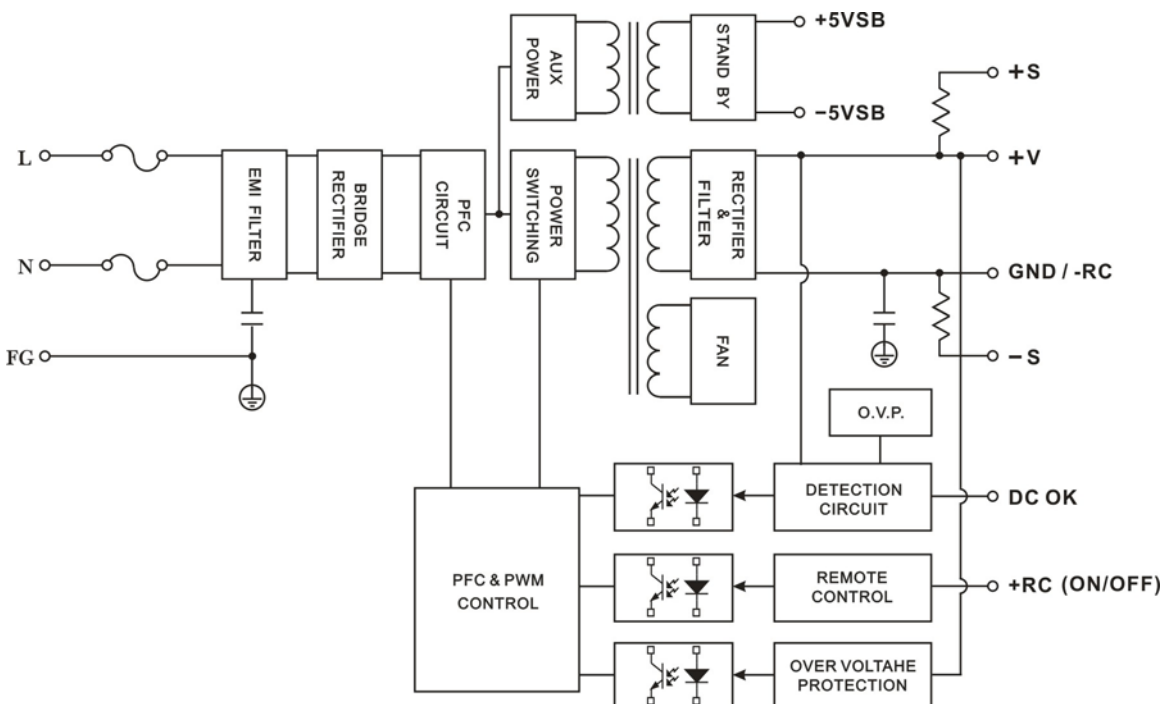 AUX
POWER
STAND BY
+5VSB
−5VSB
+S
L
EMI FILTER
BRIDGE
RECTIFIER
PFC
CIRCUIT
POWER
SWITCHING
RECTIFIER
&
FILTER
+V
N
GND / -RC
FG
FAN
−S
O.V.P.
DETECTION
CIRCUIT
DC OK
PFC & PWM
CONTROL
REMOTE
CONTROL
+RC (ON/OFF)
OVER VOLTAHE
PROTECTION